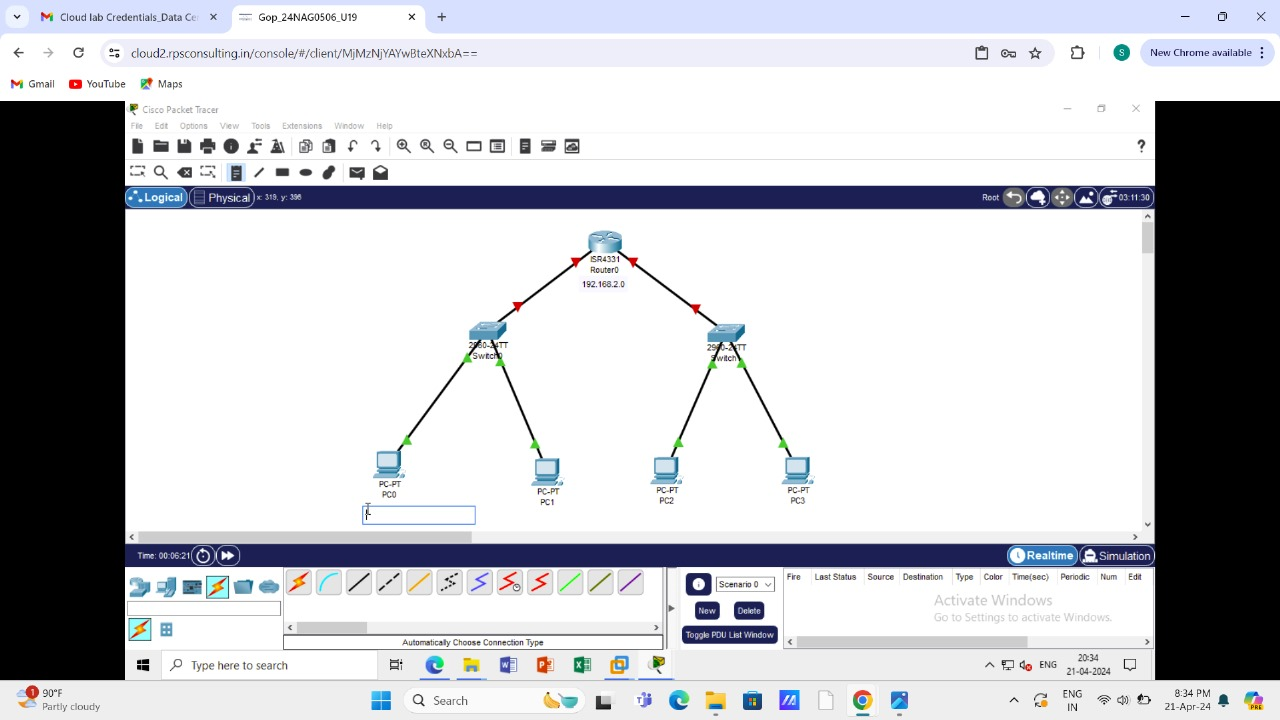 Cloud lab Credentials_Dat
Gop_24NAG0506_U19
cloud2.rpsconsulting.in/console/#/client/MjMzNjYAYwBteXNxbA==
S
New Chrome available
Gmail
YouTube
Maps
Cisco Packet Tracer
File Edit Options View Tools Extensions Window Help
?
Logical
Physical
x: 319, y: 396
Root
03:11:30
ISR4331
Router0
192.168.2.0
2960-24TT
Switch0
2960-24TT
Switch1
PC-PT
PC0
PC-PT
PC1
PC-PT
PC2
PC-PT
PC3
Time: 00:06:21
Realtime
Simulation
Scenario 0
New
Delete
Toggle PDU List Window
Automatically Choose Connection Type
Fire Last Status Source Destination Type Color Time(sec) Periodic Num Edit
Activate Windows
Go to Settings to activate Windows.
Type here to search
ENG
20:34
21-04-2024
1
90°F
Partly cloudy
Search
ENG
IN
8:34 PM
21-Apr-24
PRE